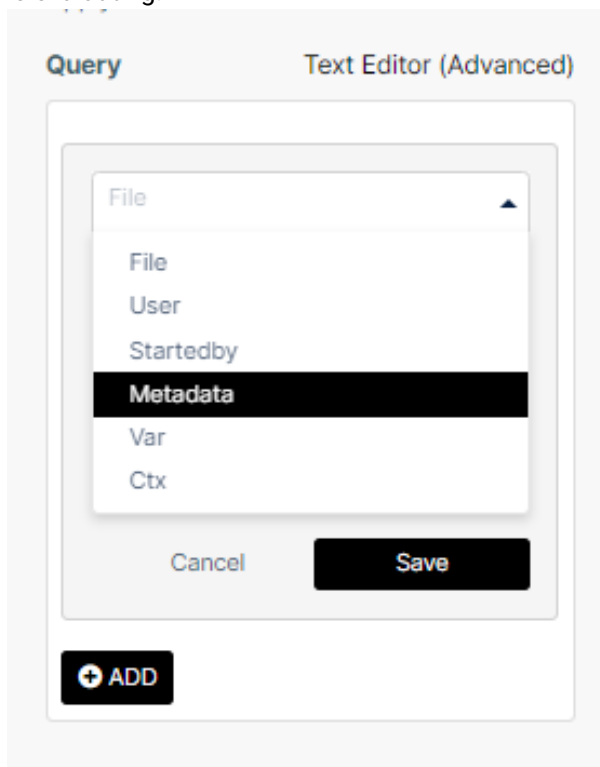 Query Text Editor (Advanced)
File
File
User
Startedby
Metadata
Var
Ctx
Cancel Save
ADD